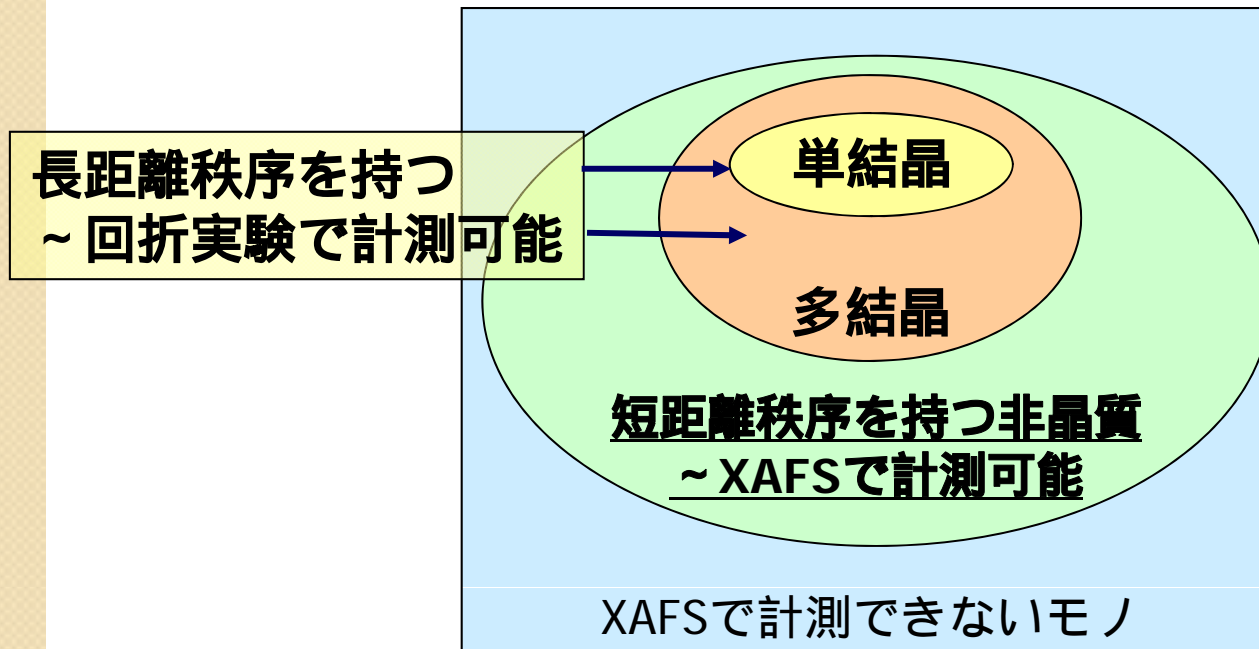 長距離秩序を持つ
~回折実験で計測可能
単結晶
多結晶
短距離秩序を持つ非晶質
~XAFSで計測可能
XAFSで計測できないモノ